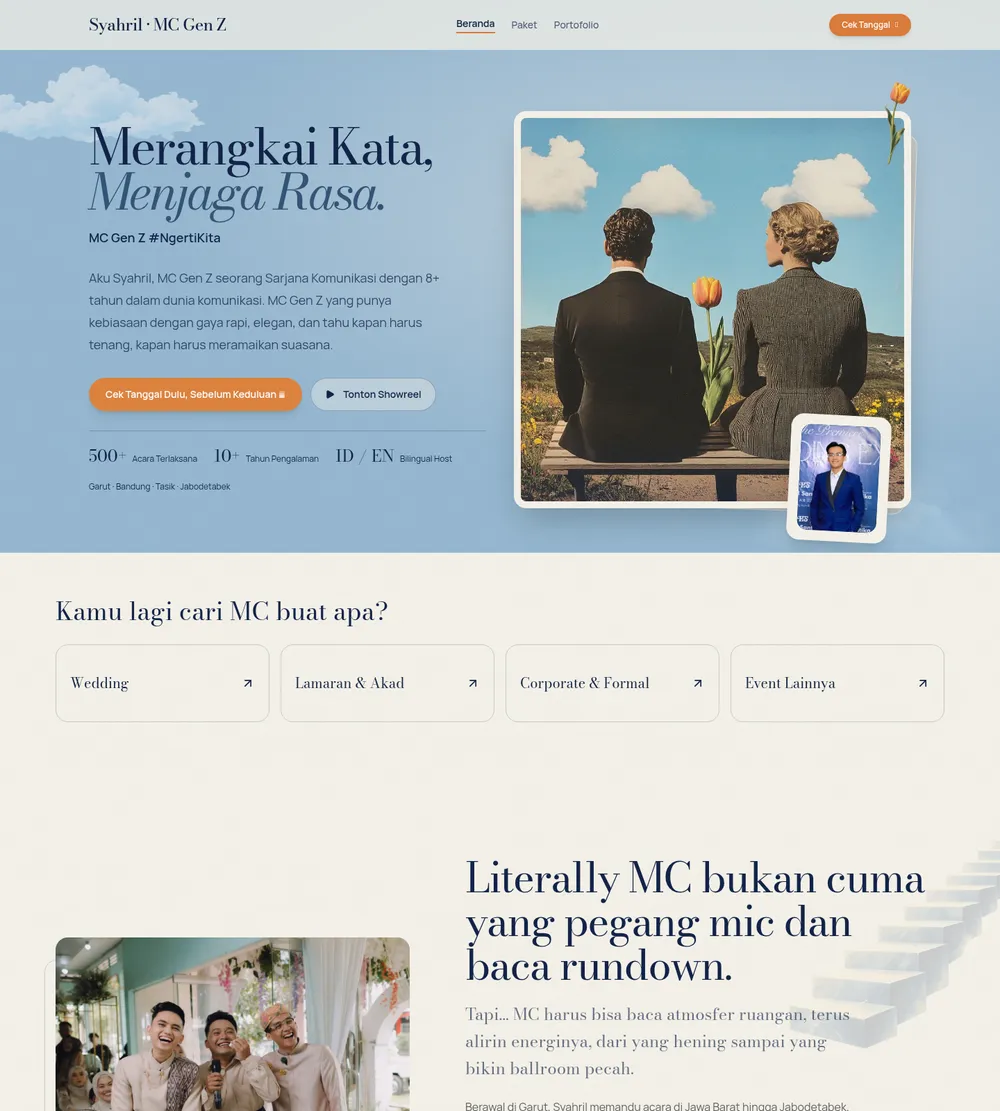 Syahril · MC Gen Z
Beranda
Paket
Portofolio
Cek Tanggal
Merangkai Kata,
Menjaga Rasa.
MC Gen Z #NgertiKita
Aku Syahril, MC Gen Z seorang Sarjana Komunikasi dengan 8+
tahun dalam dunia komunikasi. MC Gen Z yang punya
kebiasaan dengan gaya rapi, elegan, dan tahu kapan harus
tenang, kapan harus meramaikan suasana.
Cek Tanggal Dulu, Sebelum Keduluan
Tonton Showreel
500+ Acara Terlaksana
10+ Tahun Pengalaman
ID / EN Bilingual Host
Garut · Bandung · Tasik · Jabodetabek
Kamu lagi cari MC buat apa?
Wedding
Lamaran & Akad
Corporate & Formal
Event Lainnya
Literally MC bukan cuma
yang pegang mic dan
baca rundown.
Tapi... MC harus bisa baca atmosfer ruangan, terus
alirin energinya, dari yang hening sampai yang
bikin ballroom pecah.
Berawal di Garut, Syahril memandu acara di Jawa Barat hingga Jabodetabek,